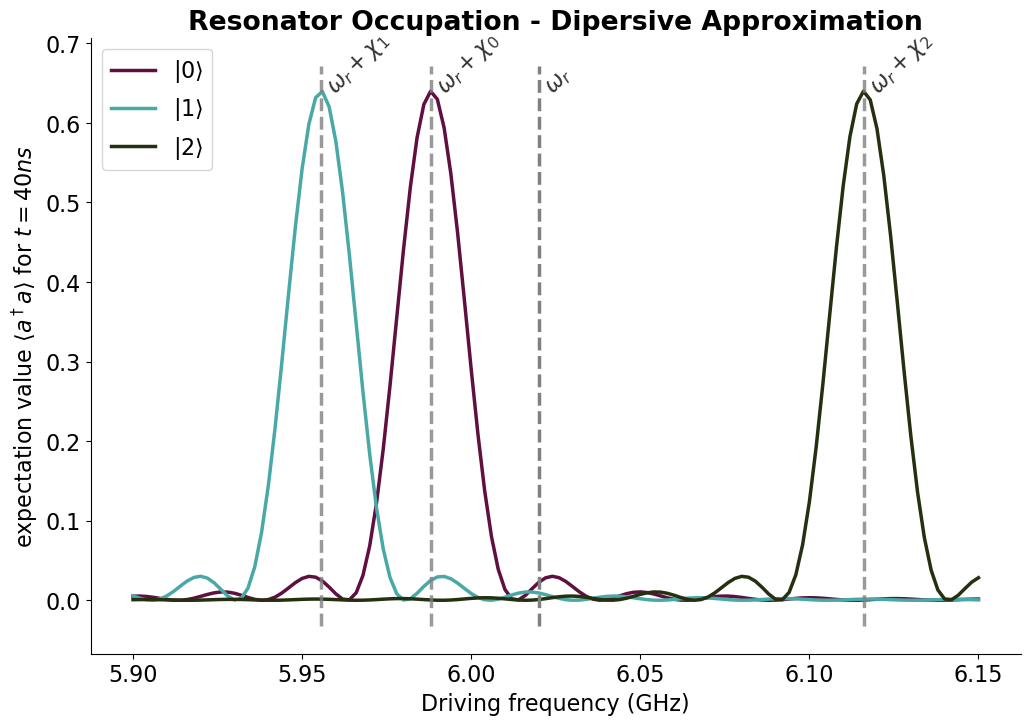 Resonator Occupation - Dipersive Approximation
|0⟩
|1⟩
|2⟩
ωᵣ + χ₁
ωᵣ + χ₀
ωᵣ
ωᵣ + χ₂
expectation value ⟨a†a⟩ for t = 40ns
0.7
0.6
0.5
0.4
0.3
0.2
0.1
0.0
5.90
5.95
6.00
6.05
6.10
6.15
Driving frequency (GHz)